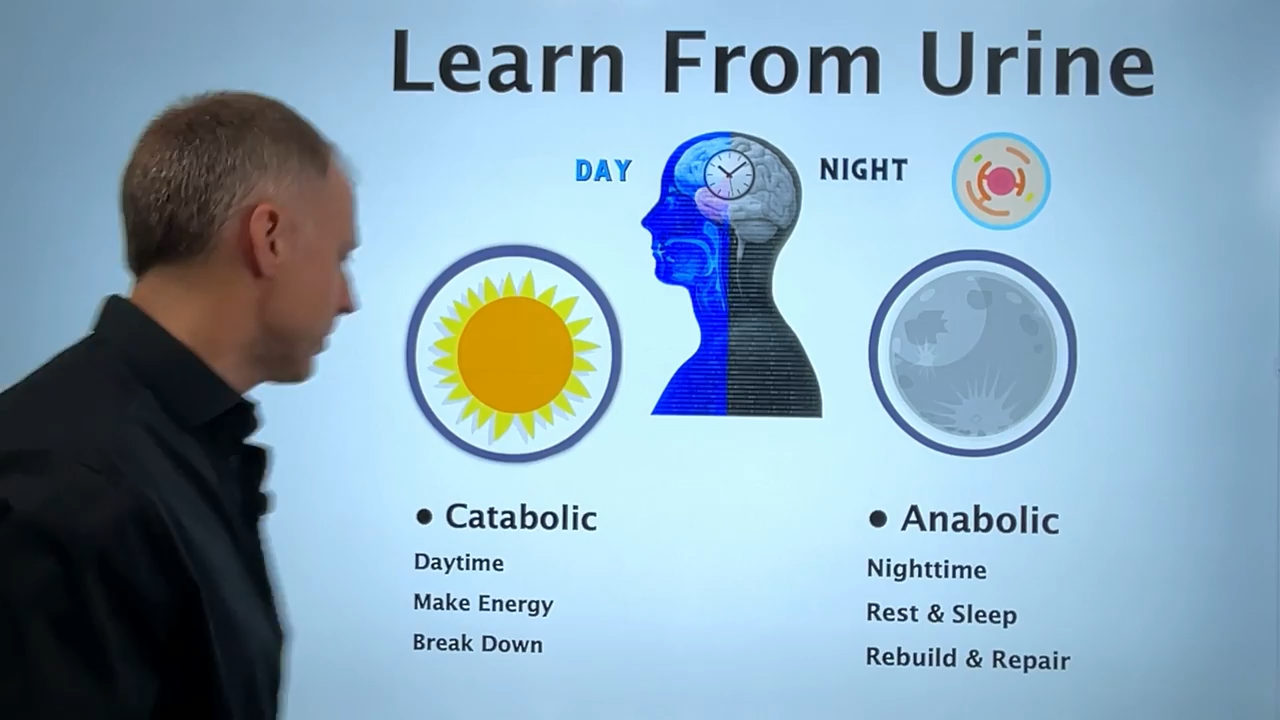 Learn From Urine
DAY
NIGHT
• Catabolic
Daytime
Make Energy
Break Down
• Anabolic
Nighttime
Rest & Sleep
Rebuild & Repair